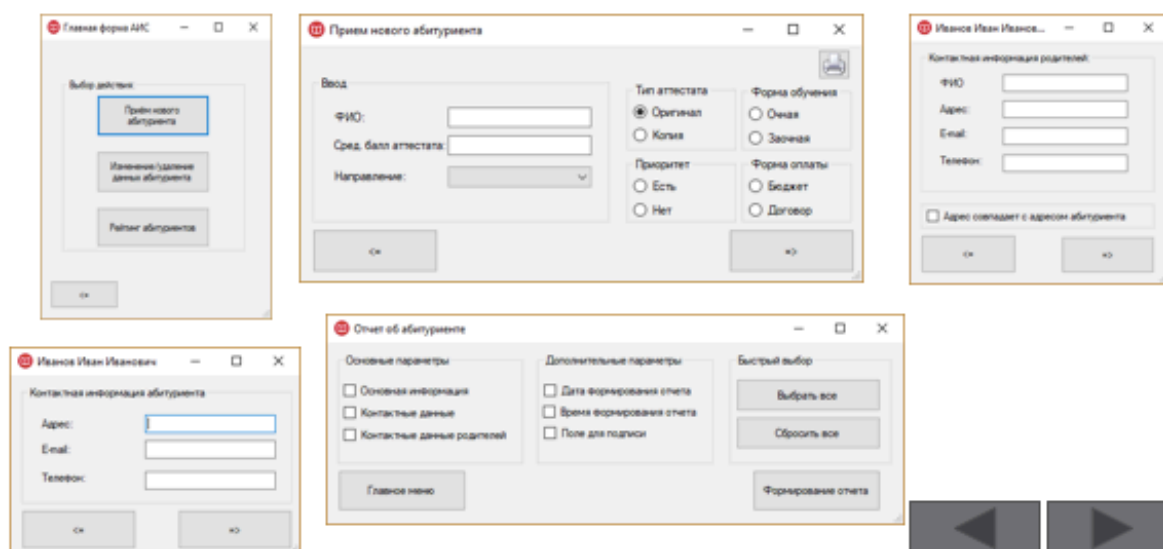 Главная форма АИС
Выбор действия
Приём нового
абитуриента
Изменение/удаление
данных абитуриента
Рейтинг абитуриентов
<=
Прием нового абитуриента
Ввод
ФИО:
Сред. балл аттестата:
Направление:
Тип аттестата
Оригинал
Копия
Форма обучения
Очная
Заочная
Приоритет
Есть
Нет
Форма оплаты
Бюджет
Договор
<=
=>
Иванов Иван Иванов...
Контактная информация родителей:
ФИО
Адрес:
E-mail:
Телефон:
Адрес совпадает с адресом абитуриента
<=
=>
Иванов Иван Иванович
Контактная информация абитуриента
Адрес:
E-mail:
Телефон:
<=
=>
Отчет об абитуриенте
Основные параметры
Основная информация
Контактные данные
Контактные данные родителей
Дополнительные параметры
Дата формирования отчета
Время формирования отчета
Поле для подписи
Быстрый выбор
Выбрать все
Сбросить все
Главное меню
Формирование отчета